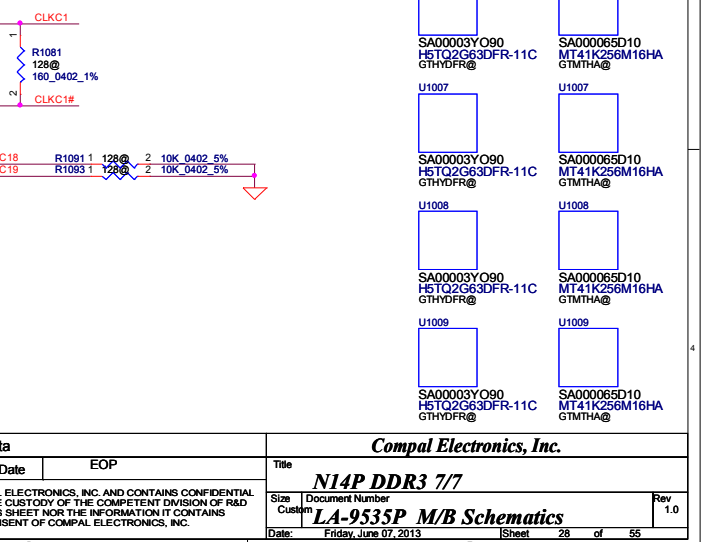 CLKC1
1
R1081
128@
160_0402_1%
2
CLKC1#
C18 R1091 1 128@ 2 10K_0402_5%
C19 R1093 1 128@ 2 10K_0402_5%
SA00003YO90 SA000065D10
H5TQ2G63DFR-11C MT41K256M16HA
GTHYDFR@ GTMTHA@
U1007 U1007
SA00003YO90 SA000065D10
H5TQ2G63DFR-11C MT41K256M16HA
GTHYDFR@ GTMTHA@
U1008 U1008
SA00003YO90 SA000065D10
H5TQ2G63DFR-11C MT41K256M16HA
GTHYDFR@ GTMTHA@
U1009 U1009
4
SA00003YO90 SA000065D10
H5TQ2G63DFR-11C MT41K256M16HA
GTHYDFR@ GTMTHA@
ta
Date EOP
L ELECTRONICS, INC. AND CONTAINS CONFIDENTIAL
E CUSTODY OF THE COMPETENT DIVISION OF R&D
S SHEET NOR THE INFORMATION IT CONTAINS
NSENT OF COMPAL ELECTRONICS, INC.
Compal Electronics, Inc.
Title
N14P DDR3 7/7
Size Document Number Rev
Custom LA-9535P M/B Schematics 1.0
Date: Friday, June 07, 2013 Sheet 28 of 55